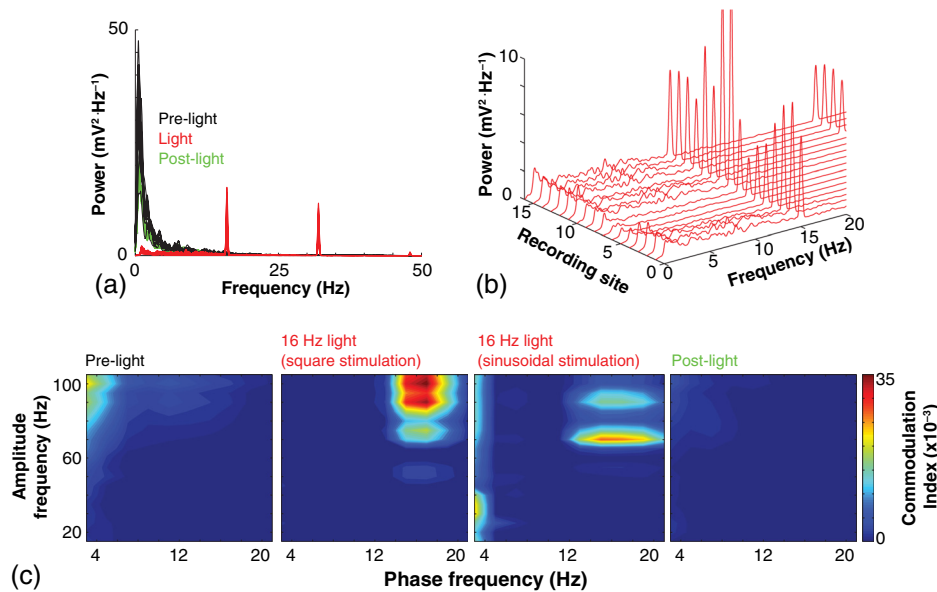 50
Power (mV²·Hz⁻¹)
Pre-light
Light
Post-light
0
0
25
50
(a)
Frequency (Hz)
10
Power (mV²·Hz⁻¹)
0
15
10
5
0
Recording site
0
5
10
15
20
Frequency (Hz)
(b)
Pre-light
16 Hz light
(square stimulation)
16 Hz light
(sinusoidal stimulation)
Post-light
100
60
20
Amplitude
frequency (Hz)
4
12
20
4
12
20
4
12
20
4
12
20
Phase frequency (Hz)
35
0
Commodulation
Index (x10⁻³)
(c)